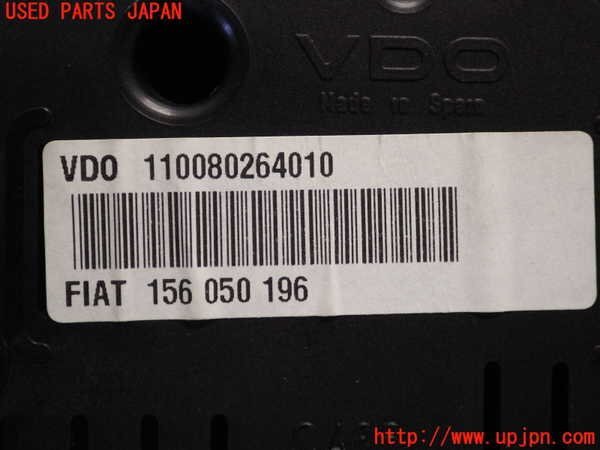 USED PARTS JAPAN
VDO
Made in Spain
VDO 110080264010
FIAT 156 050 196
http://www.upjpn.com